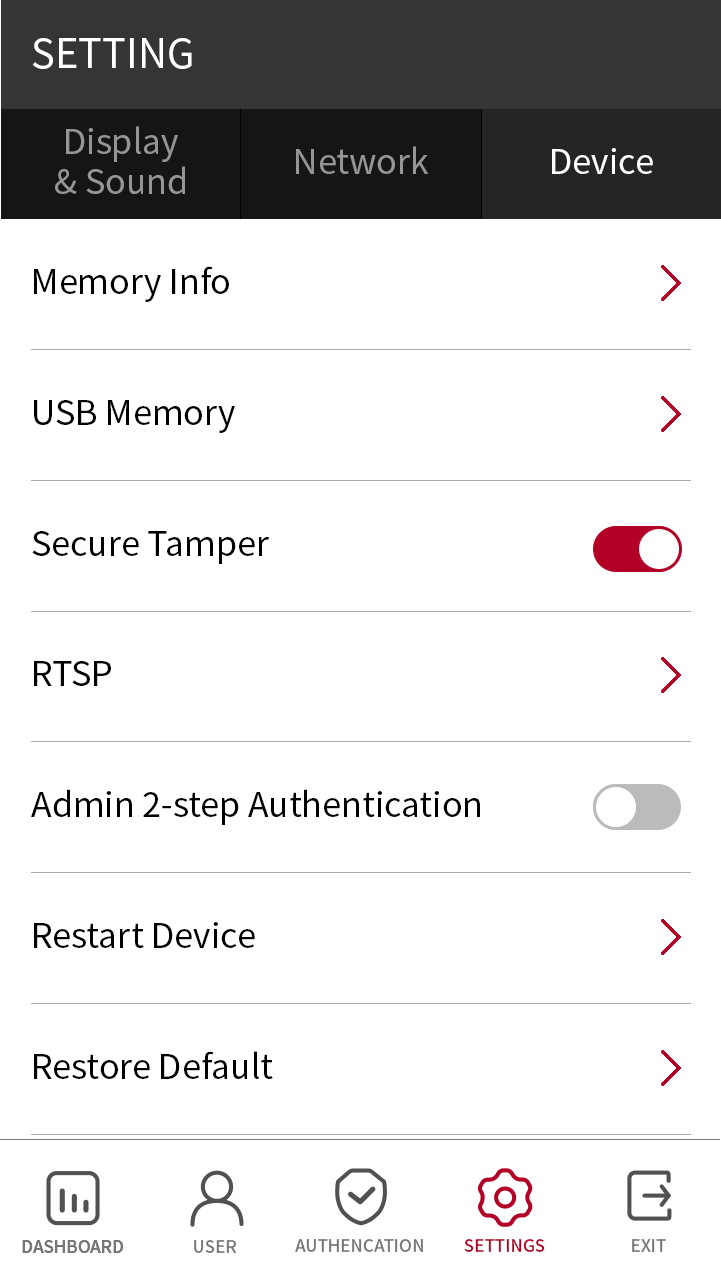 SETTING
Display
& Sound
Network
Device
Memory Info
USB Memory
Secure Tamper
RTSP
Admin 2-step Authentication
Restart Device
Restore Default
DASHBOARD
USER
AUTHENCATION
SETTINGS
EXIT